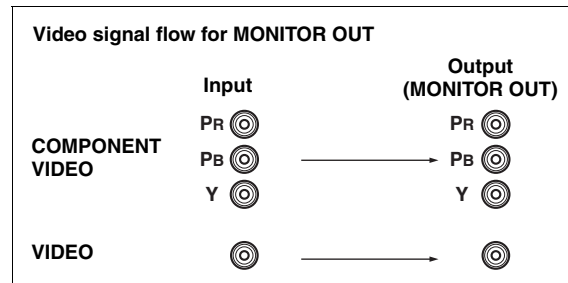 Video signal flow for MONITOR OUT
Input
Output
(MONITOR OUT)
PR PR
COMPONENT
VIDEO
PB PB
Y Y
VIDEO